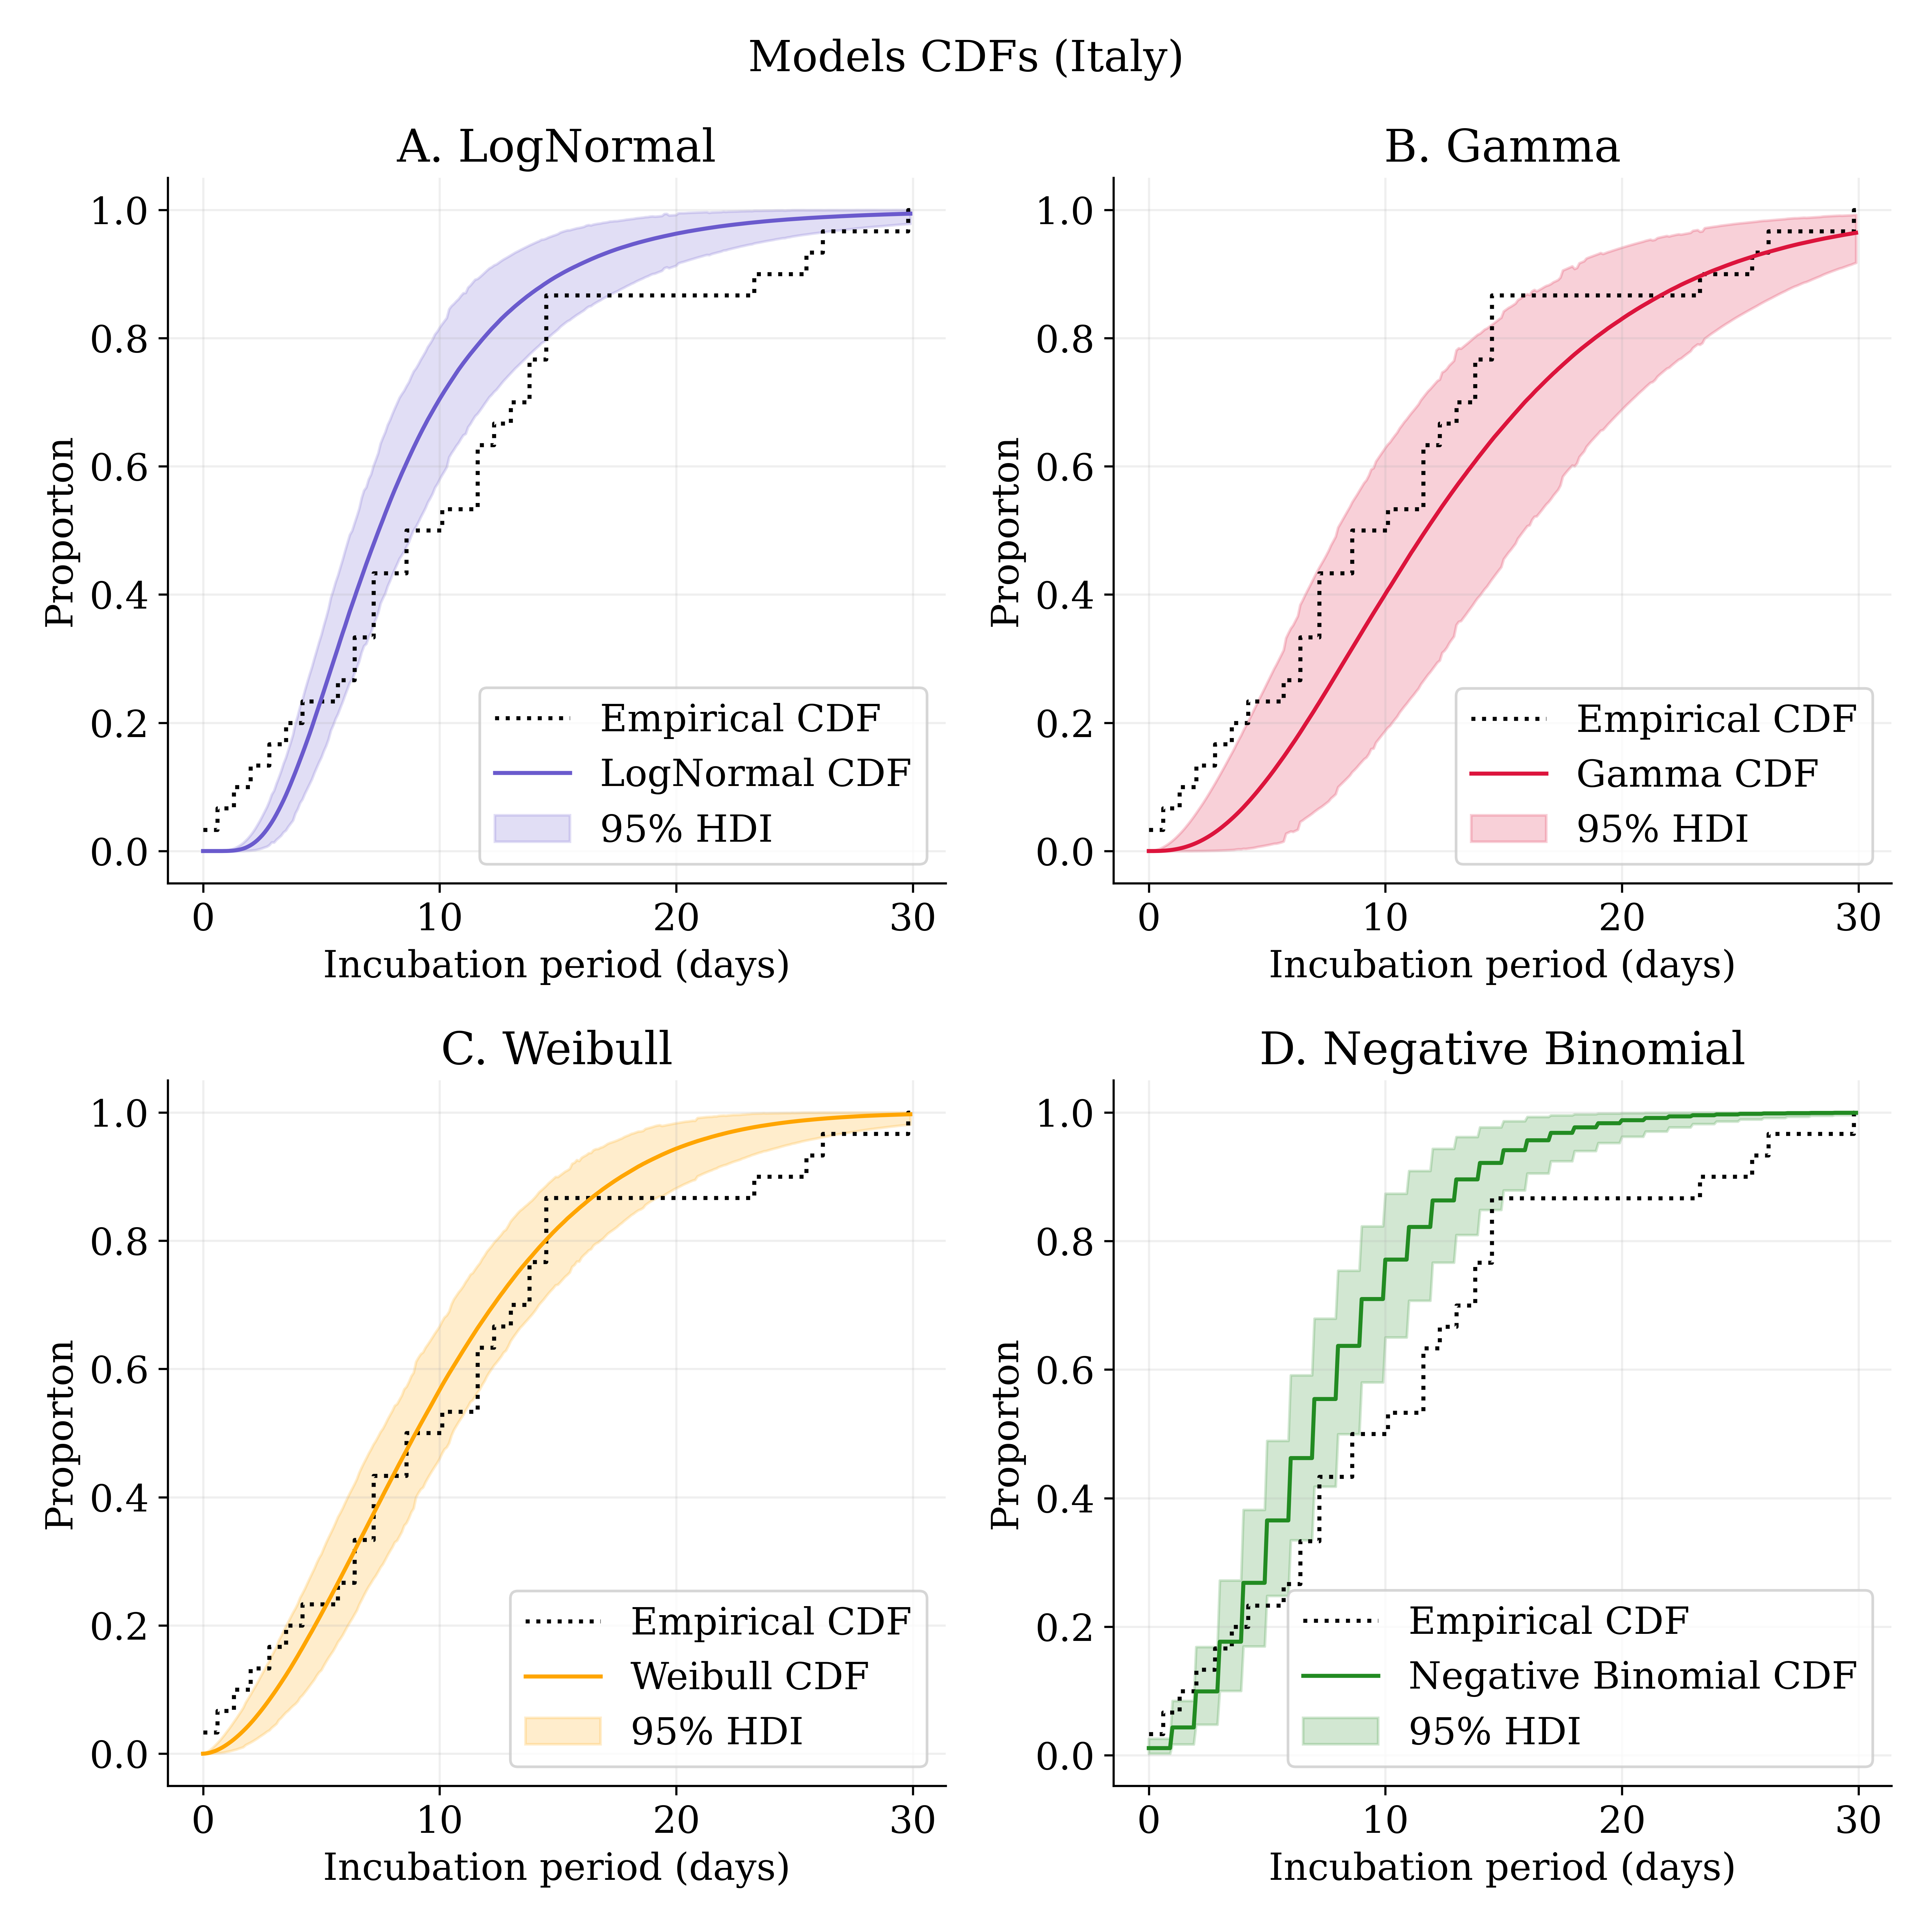 Models CDFs (Italy)
A. LogNormal
1.0
0.8
0.6
0.4
0.2
0.0
Proporton
Empirical CDF
LogNormal CDF
95% HDI
0 10 20 30
Incubation period (days)
B. Gamma
1.0
0.8
0.6
0.4
0.2
0.0
Proporton
Empirical CDF
Gamma CDF
95% HDI
0 10 20 30
Incubation period (days)
C. Weibull
1.0
0.8
0.6
0.4
0.2
0.0
Proporton
Empirical CDF
Weibull CDF
95% HDI
0 10 20 30
Incubation period (days)
D. Negative Binomial
1.0
0.8
0.6
0.4
0.2
0.0
Proporton
Empirical CDF
Negative Binomial CDF
95% HDI
0 10 20 30
Incubation period (days)